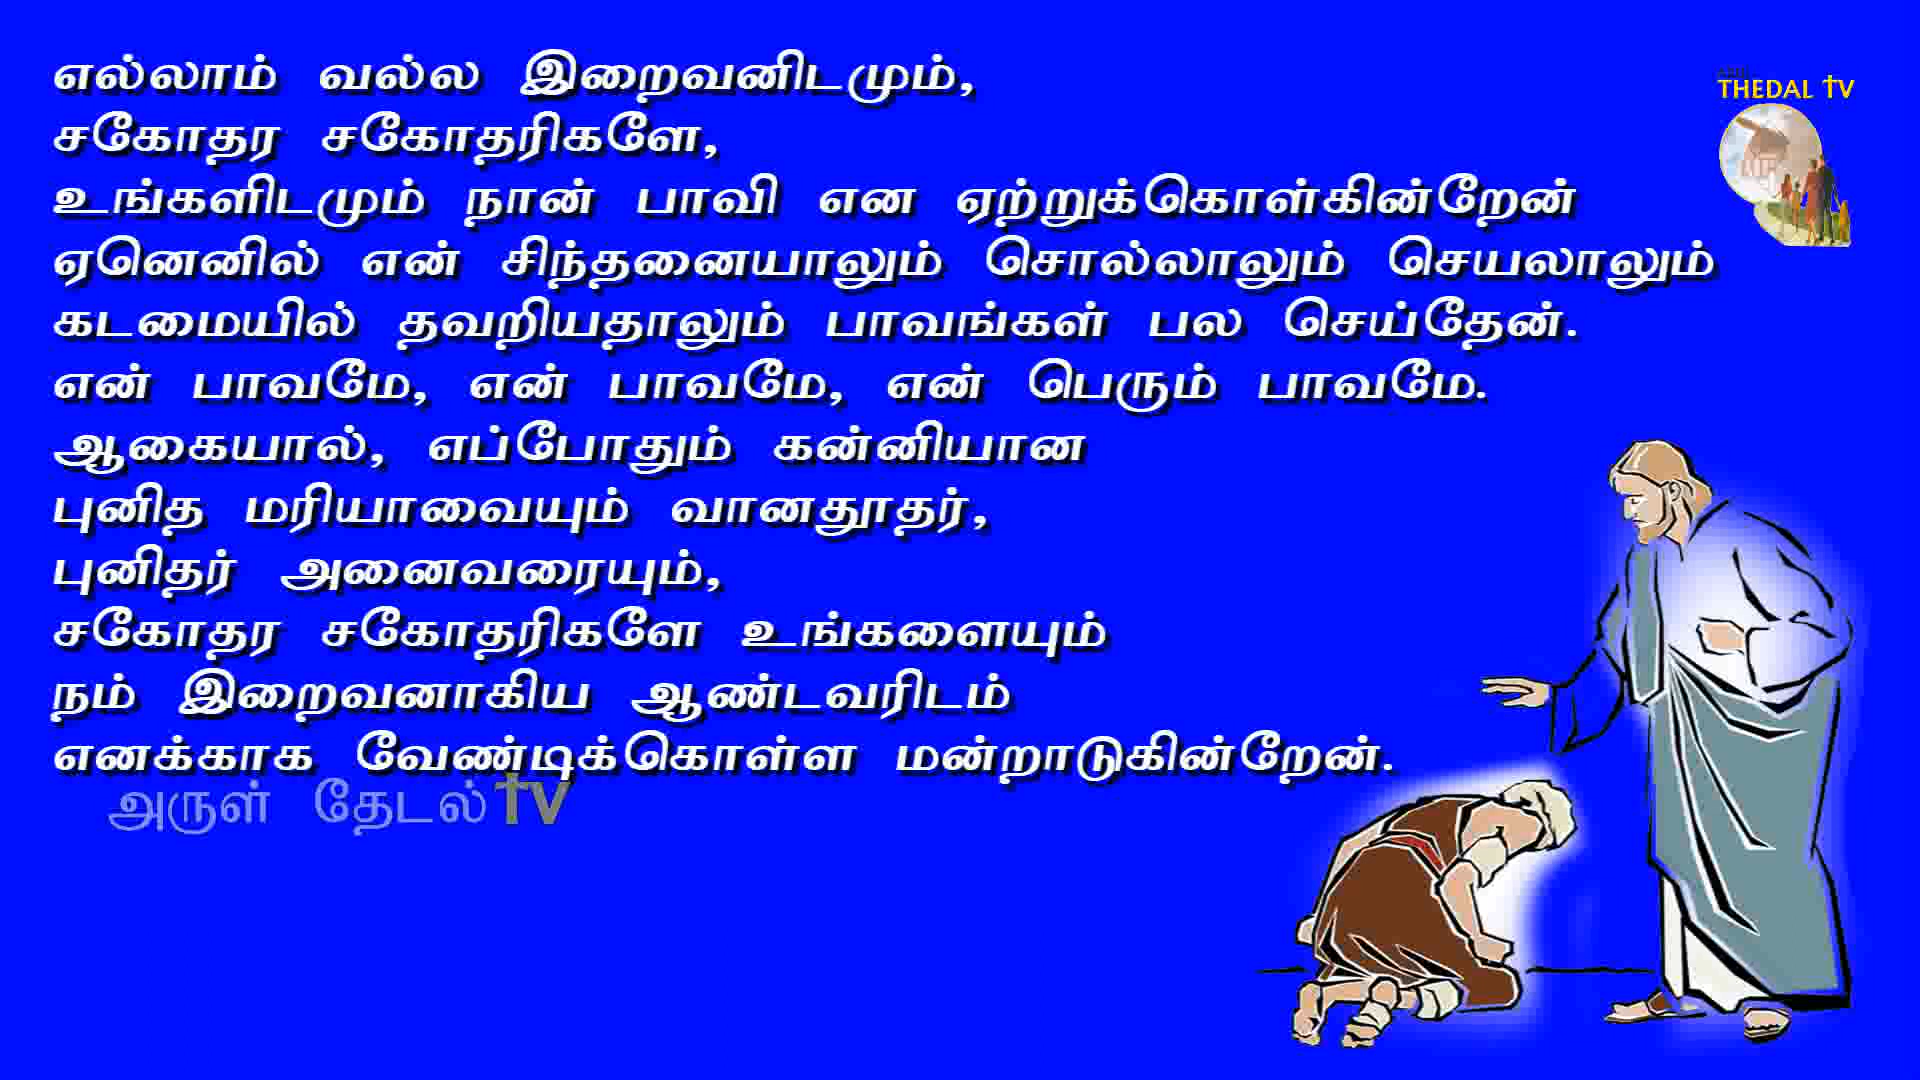 எல்லாம் வல்ல இறைவனிடமும்,
சகோதர சகோதரிகளே,
உங்களிடமும் நான் பாவி என ஏற்றுக்கொள்கின்றேன்
ஏனெனில் என் சிந்தனையாலும் சொல்லாலும் செயலாலும்
கடமையில் தவறியதாலும் பாவங்கள் பல செய்தேன்.
என் பாவமே, என் பாவமே, என் பெரும் பாவமே.
ஆகையால், எப்போதும் கன்னியான
புனித மரியாவையும் வானதூதர்,
புனிதர் அனைவரையும்,
சகோதர சகோதரிகளே உங்களையும்
நம் இறைவனாகிய ஆண்டவரிடம்
எனக்காக வேண்டிக்கொள்ள மன்றாடுகின்றேன்.
அருள் தேடல் TV
THEDAL TV